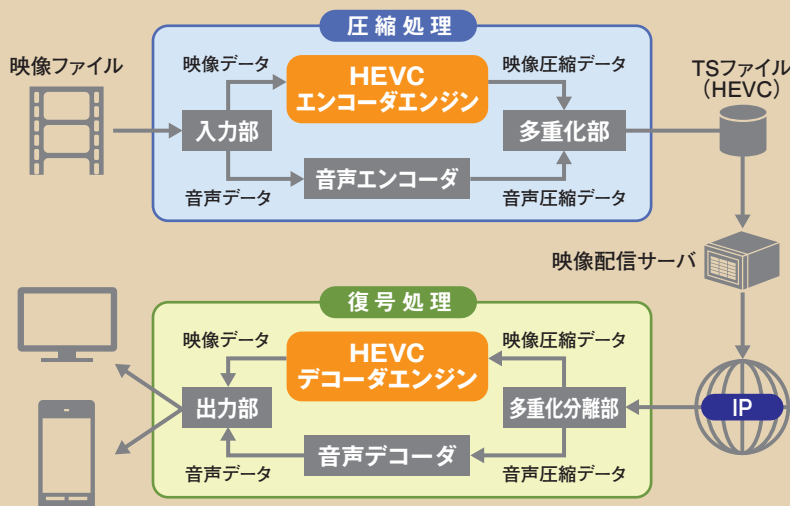 圧縮処理
映像ファイル
映像データ
HEVC
エンコーダエンジン
映像圧縮データ
TSファイル
（HEVC）
入力部
多重化部
音声エンコーダ
音声データ
音声圧縮データ
映像配信サーバ
復号処理
映像データ
HEVC
デコーダエンジン
映像圧縮データ
出力部
多重化分離部
IP
音声デコーダ
音声データ
音声圧縮データ